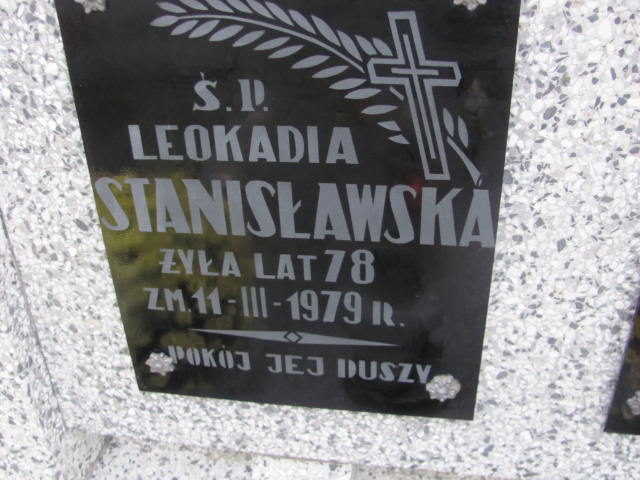 Ś.P.
LEOKADIA
STANISŁAWSKA
ŻYŁA LAT 78
ZM. 11-III-1979 R.
POKÓJ JEJ DUSZY